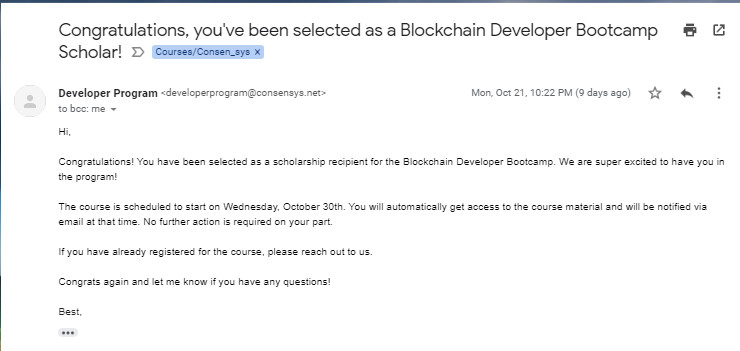 Congratulations, you've been selected as a Blockchain Developer Bootcamp
Scholar! Courses/Consen_sys x
Developer Program <developerprogram@consensys.net> Mon, Oct 21, 10:22 PM (9 days ago)
to bcc: me
Hi,
Congratulations! You have been selected as a scholarship recipient for the Blockchain Developer Bootcamp. We are super excited to have you in
the program!
The course is scheduled to start on Wednesday, October 30th. You will automatically get access to the course material and will be notified via
email at that time. No further action is required on your part.
If you have already registered for the course, please reach out to us.
Congrats again and let me know if you have any questions!
Best,